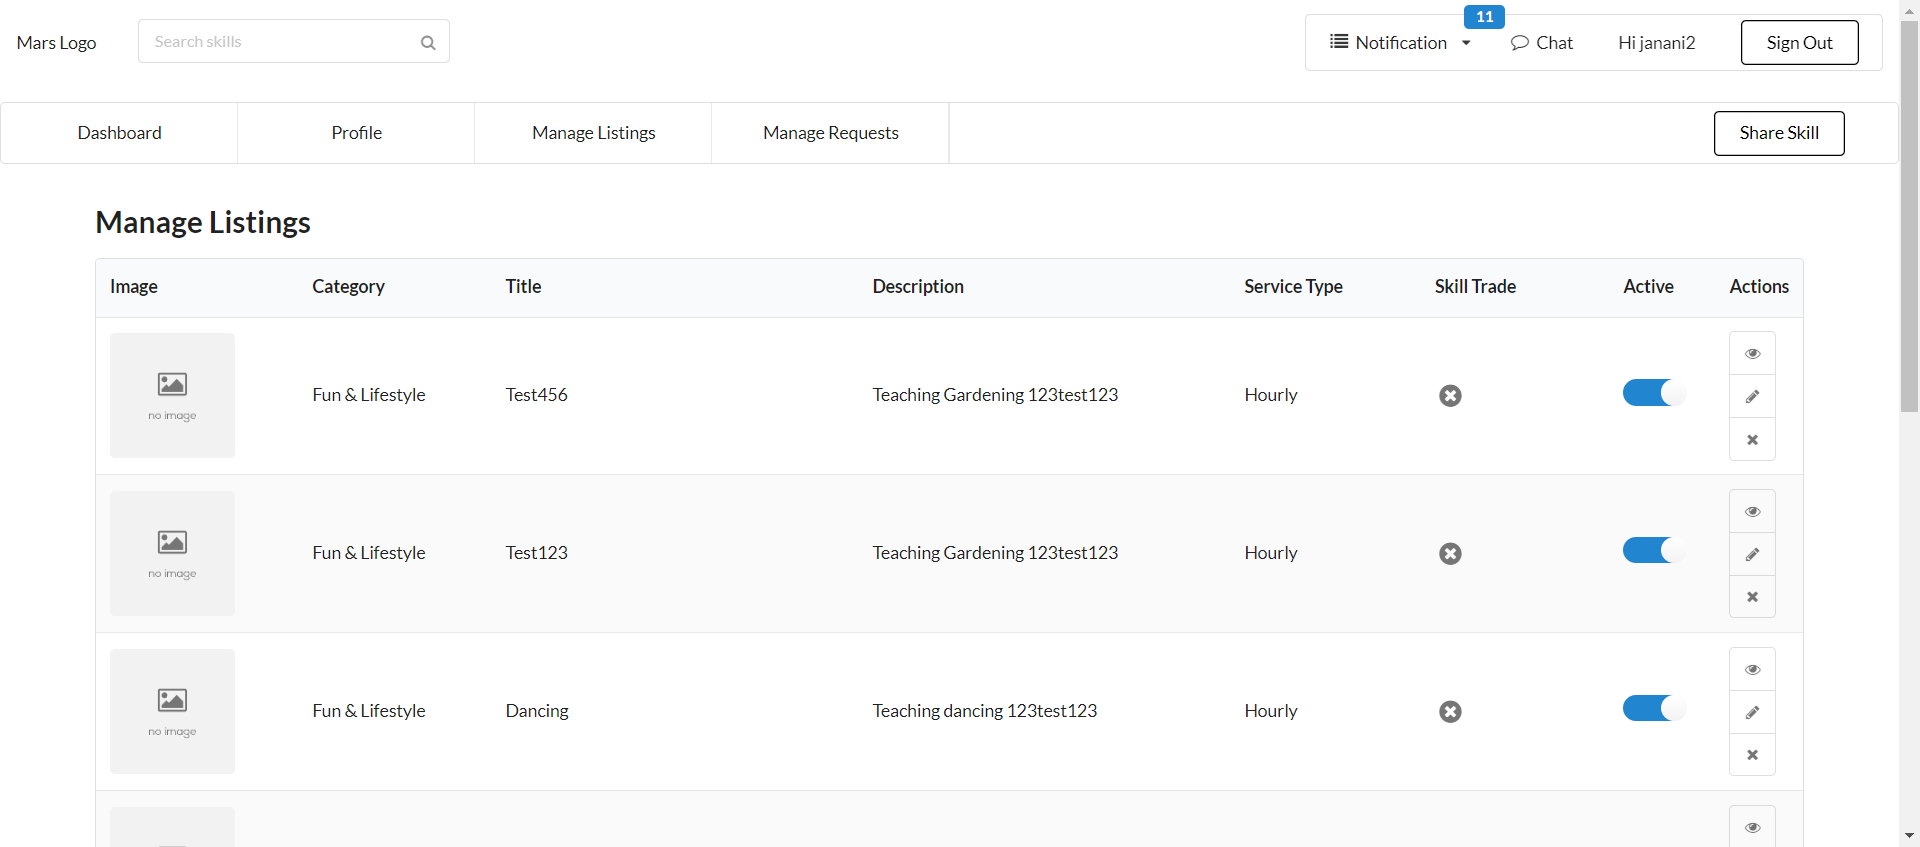 11
Mars Logo Search skills Notification Chat Hi janani2 Sign Out
Dashboard Profile Manage Listings Manage Requests Share Skill
Manage Listings
Image Category Title Description Service Type Skill Trade Active Actions
no image Fun & Lifestyle Test456 Teaching Gardening 123test123 Hourly
no image Fun & Lifestyle Test123 Teaching Gardening 123test123 Hourly
no image Fun & Lifestyle Dancing Teaching dancing 123test123 Hourly